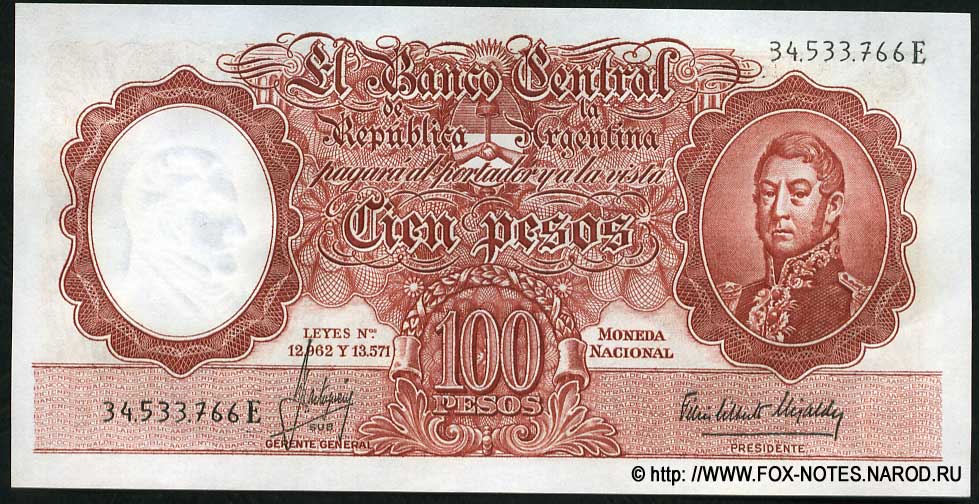 34.533.766E
El Banco Central
de la
República Argentina
pagará al portador y a la vista
Cien pesos
LEYES Nos
12.962 Y 13.571
100
PESOS
MONEDA
NACIONAL
34.533.766E
SUB
GERENTE GENERAL
PRESIDENTE
© http: //WWW.FOX-NOTES.NAROD.RU